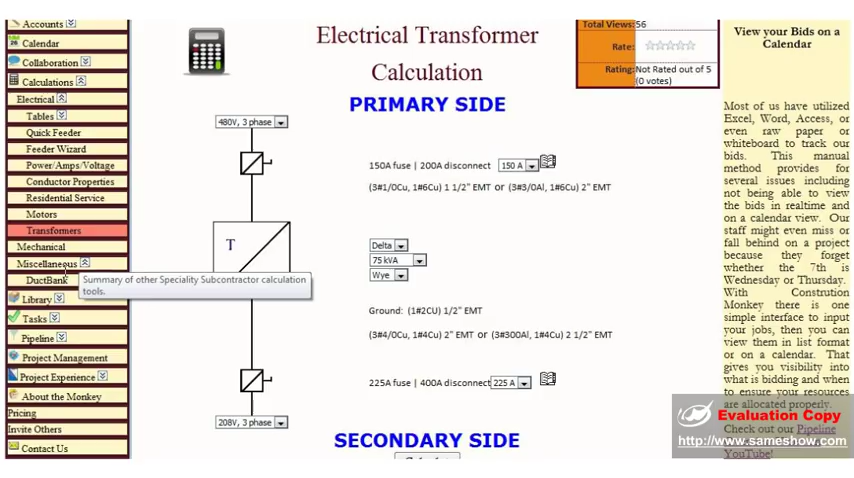 Accounts
Calendar
Collaboration
Calculations
Electrical
Tables
Quick Feeder
Feeder Wizard
Power/Amps/Voltage
Conductor Properties
Residential Service
Motors
Transformers
Mechanical
Miscellaneous
DuctBank
Library
Tasks
Pipeline
Project Management
Project Experience
About the Monkey
Pricing
Invite Others
Contact Us
Summary of other Speciality Subcontractor calculation
tools.
Electrical Transformer
Calculation
PRIMARY SIDE
480V, 3 phase
150A fuse | 200A disconnect 150 A
(3#1/0Cu, 1#6Cu) 1 1/2" EMT or (3#3/0Al, 1#6Cu) 2" EMT
T
Delta
75 kVA
Wye
Ground: (1#2CU) 1/2" EMT
(3#4/0Cu, 1#4Cu) 2" EMT or (3#300Al, 1#4Cu) 2 1/2" EMT
225A fuse | 400A disconnect 225 A
208V, 3 phase
SECONDARY SIDE
Total Views: 56
Rate:
Rating: Not Rated out of 5
(0 votes)
View your Bids on a
Calendar
Most of us have utilized
Excel, Word, Access, or
even raw paper or
whiteboard to track our
bids. This manual
method provides for
several issues including
not being able to view
the bids in realtime and
on a calendar view. Our
staff might even miss or
fall behind on a project
because they forget
whether the 7th is
Wednesday or Thursday.
With Constrution
Monkey there is one
simple interface to input
your jobs, then you can
view them in list format
or on a calendar. That
gives you visibility into
what is bidding and when
to ensure your resources
are allocated properly.
Check out our Pipeline
YouTube!
Evaluation Copy
http://www.sameshow.com